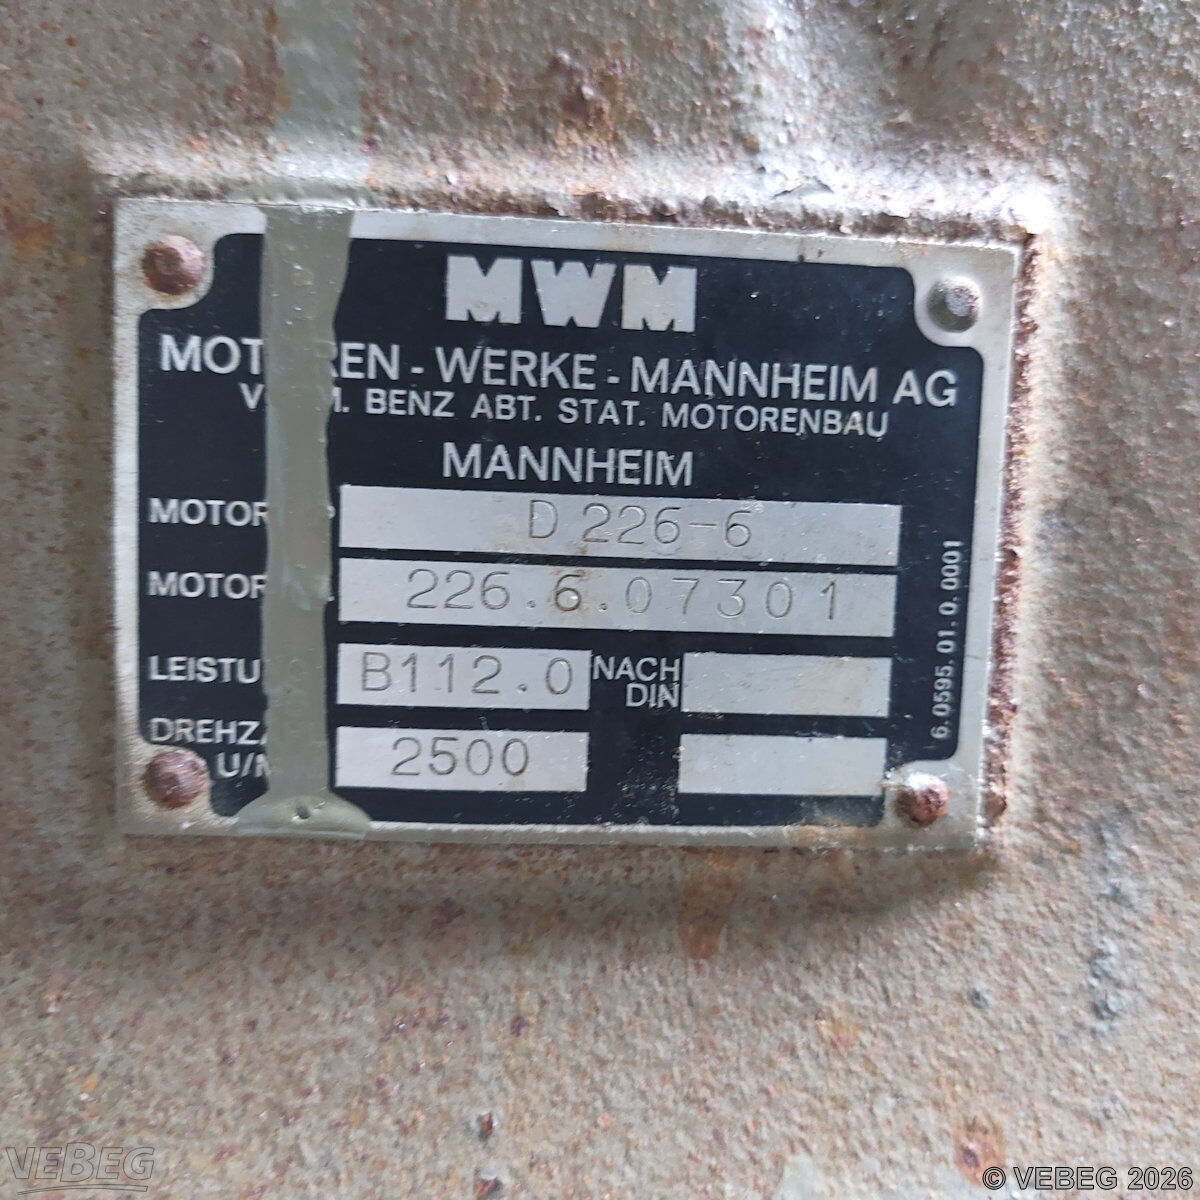 MWM
MOT REN - WERKE - MANNHEIM AG
V M. BENZ ABT. STAT. MOTORENBAU
MANNHEIM
MOTOR D 226-6
MOTOR 226.6.07301
LEISTU B112.0 NACH DIN
DREHZ
U/M 2500
6.0595.01.0.0001
VEBEG
© VEBEG 2026